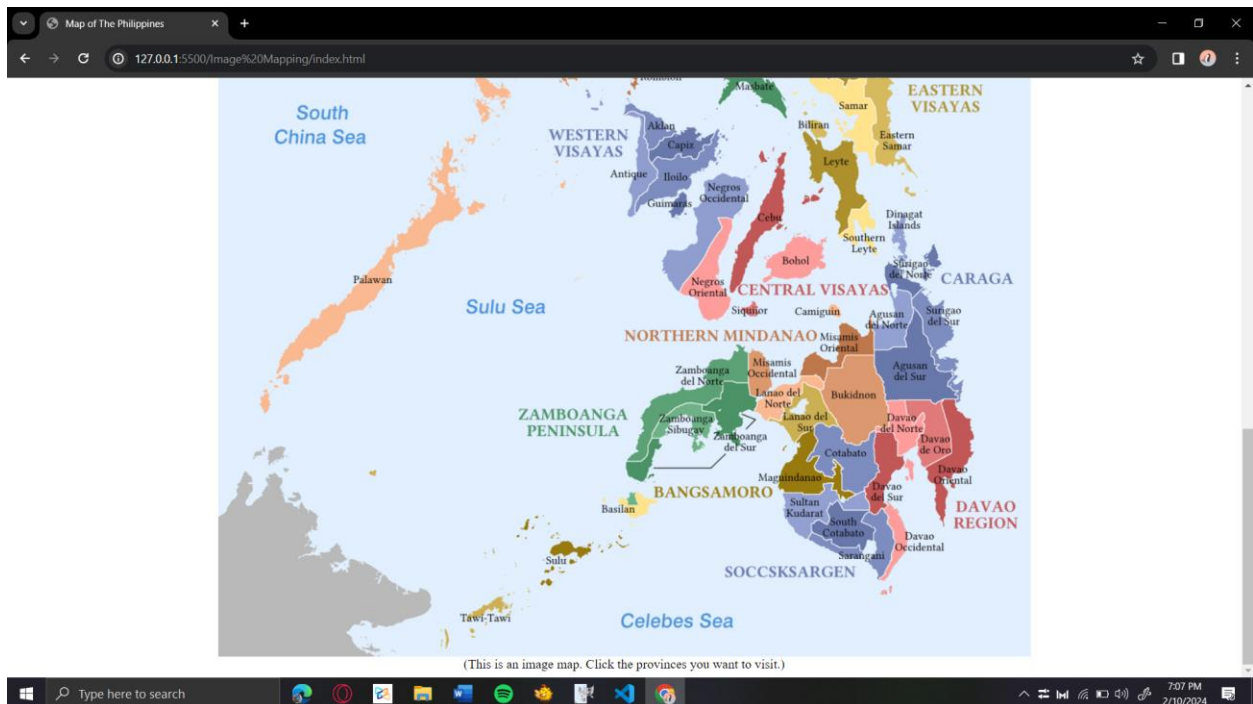 Map of The Philippines
127.0.0.1:5500/Image%20Mapping/index.html
Romblon
Masbate
EASTERN
VISAYAS
Samar
South
China Sea
Biliran
Eastern
Samar
WESTERN
VISAYAS
Aklan
Capiz
Leyte
Antique
Iloilo
Negros
Occidental
Guimaras
Cebu
Dinagat
Islands
Southern
Leyte
Bohol
Surigao
del Norte
CARAGA
Palawan
Negros
Oriental
CENTRAL VISAYAS
Sulu Sea
Siquijor
Camiguin
Agusan
del Norte
Surigao
del Sur
NORTHERN MINDANAO
Misamis
Oriental
Zamboanga
del Norte
Misamis
Occidental
Agusan
del Sur
Lanao del
Norte
Bukidnon
ZAMBOANGA
PENINSULA
Zamboanga
Sibugay
Lanao del
Sur
Davao
del Norte
Zamboanga
del Sur
Davao
de Oro
Cotabato
Maguindanao
Davao
Oriental
BANGSAMORO
Davao
del Sur
Basilan
Sultan
Kudarat
DAVAO
REGION
South
Cotabato
Davao
Occidental
Sulu
Sarangani
SOCCSKSARGEN
Tawi-Tawi
Celebes Sea
(This is an image map. Click the provinces you want to visit.)
Type here to search
7:07 PM
2/10/2024